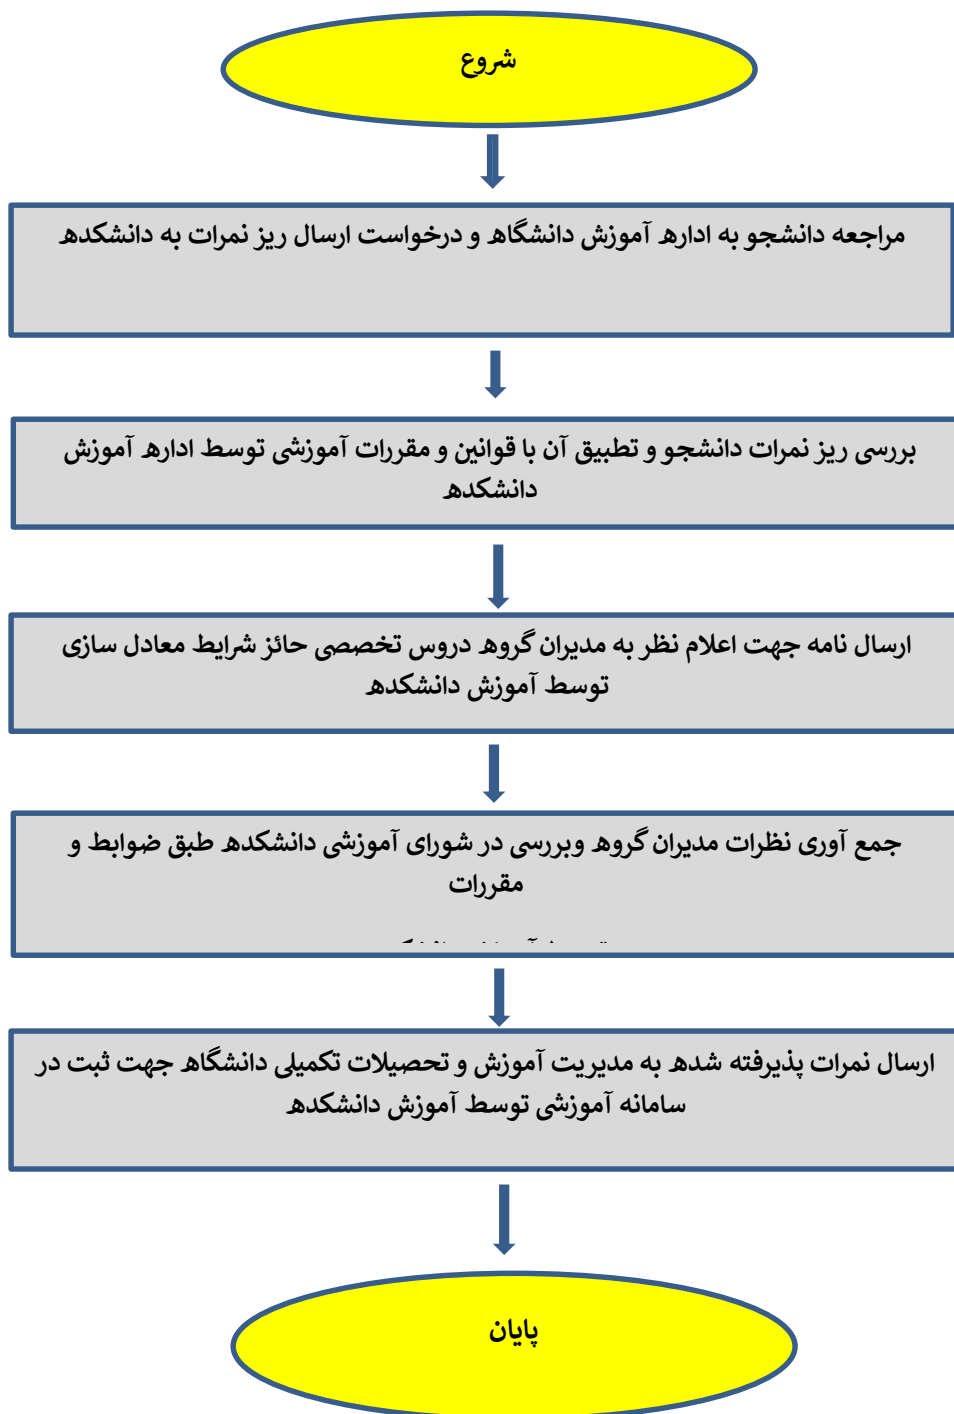 شروع
مراجعه دانشجو به اداره آموزش دانشگاه و درخواست ارسال ریز نمرات به دانشکده
بررسی ریز نمرات دانشجو و تطبیق آن با قوانین و مقررات آموزشی توسط اداره آموزش
دانشکده
ارسال نامه جهت اعلام نظر به مدیران گروه دروس تخصصی حائز شرایط معادل سازی
توسط آموزش دانشکده
جمع آوری نظرات مدیران گروه وبررسی در شورای آموزشی دانشکده طبق ضوابط و
مقررات
ارسال نمرات پذیرفته شده به مدیریت آموزش و تحصیلات تکمیلی دانشگاه جهت ثبت در
سامانه آموزشی توسط آموزش دانشکده
پایان